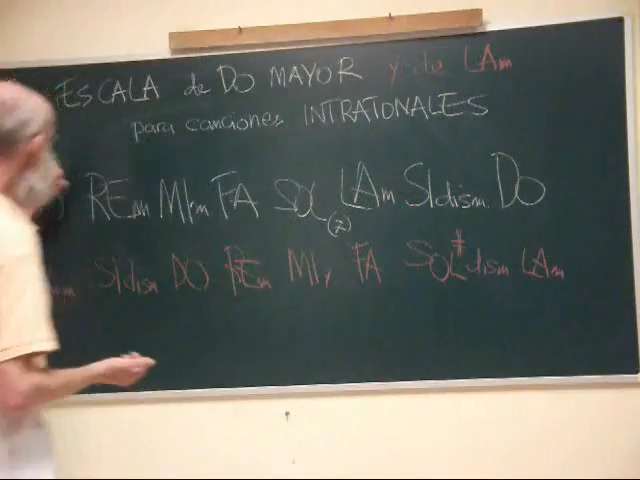 ESCALA de DO MAYOR y de LAm
para canciones INTRATONALES
REm MIm FA SOL (7) LAm SIdism. DO
m SIdism DO REm MI7 FA SOL#dism LAm